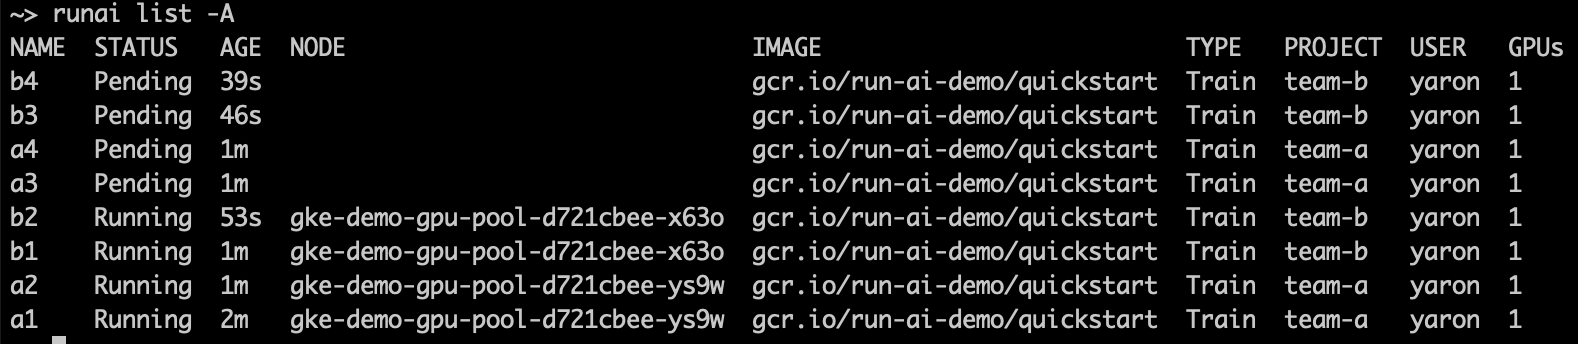 ~> runai list -A
NAME  STATUS   AGE  NODE                             IMAGE                          TYPE   PROJECT  USER   GPUs
b4    Pending  39s                                   gcr.io/run-ai-demo/quickstart  Train  team-b   yaron  1
b3    Pending  46s                                   gcr.io/run-ai-demo/quickstart  Train  team-b   yaron  1
a4    Pending  1m                                    gcr.io/run-ai-demo/quickstart  Train  team-a   yaron  1
a3    Pending  1m                                    gcr.io/run-ai-demo/quickstart  Train  team-a   yaron  1
b2    Running  53s  gke-demo-gpu-pool-d721cbee-x63o  gcr.io/run-ai-demo/quickstart  Train  team-b   yaron  1
b1    Running  1m   gke-demo-gpu-pool-d721cbee-x63o  gcr.io/run-ai-demo/quickstart  Train  team-b   yaron  1
a2    Running  1m   gke-demo-gpu-pool-d721cbee-ys9w  gcr.io/run-ai-demo/quickstart  Train  team-a   yaron  1
a1    Running  2m   gke-demo-gpu-pool-d721cbee-ys9w  gcr.io/run-ai-demo/quickstart  Train  team-a   yaron  1